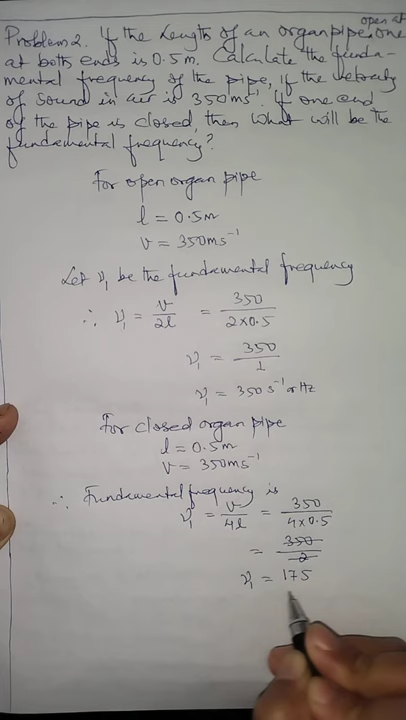 open at
Problem 2. If the Length of an organ pipe, one
at both ends is 0.5 m. Calculate the funda-
mental frequency of the pipe, if the velocity
of sound in air is 350 ms⁻¹. If one end
of the pipe is closed, then what will be the
fundamental frequency?
For open organ pipe
l = 0.5m
v = 350ms⁻¹
Let ν₁ be the fundamental frequency
∴ ν₁ = v/2l = 350/2×0.5
ν₁ = 350/1
ν₁ = 350 s⁻¹ or Hz
For closed organ pipe
l = 0.5m
v = 350ms⁻¹
∴ Fundamental frequency is
ν₁ = v/4l = 350/4×0.5
= 350/2
ν₁ = 175